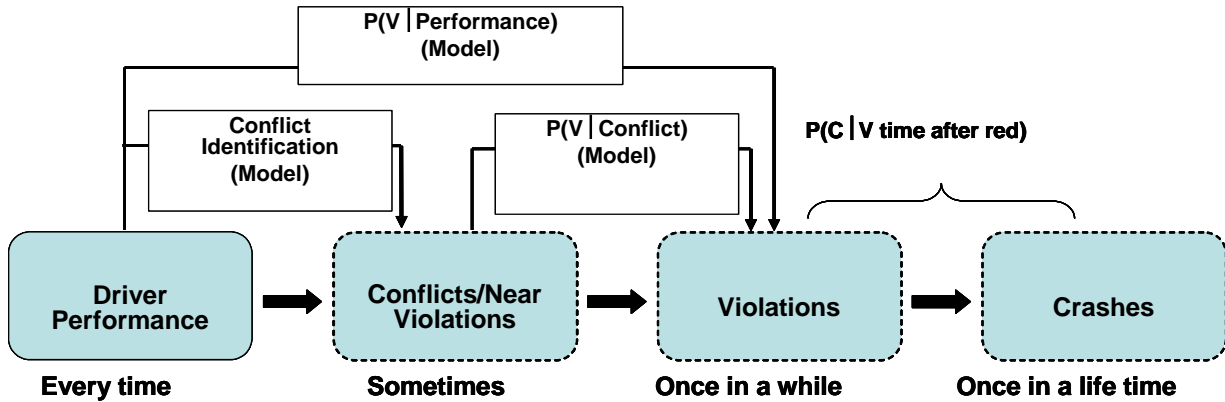 P(V | Performance)
(Model)
Conflict
Identification
(Model)
P(V | Conflict)
(Model)
P(C | V time after red)
Driver
Performance
Conflicts/Near
Violations
Violations
Crashes
Every time
Sometimes
Once in a while
Once in a life time